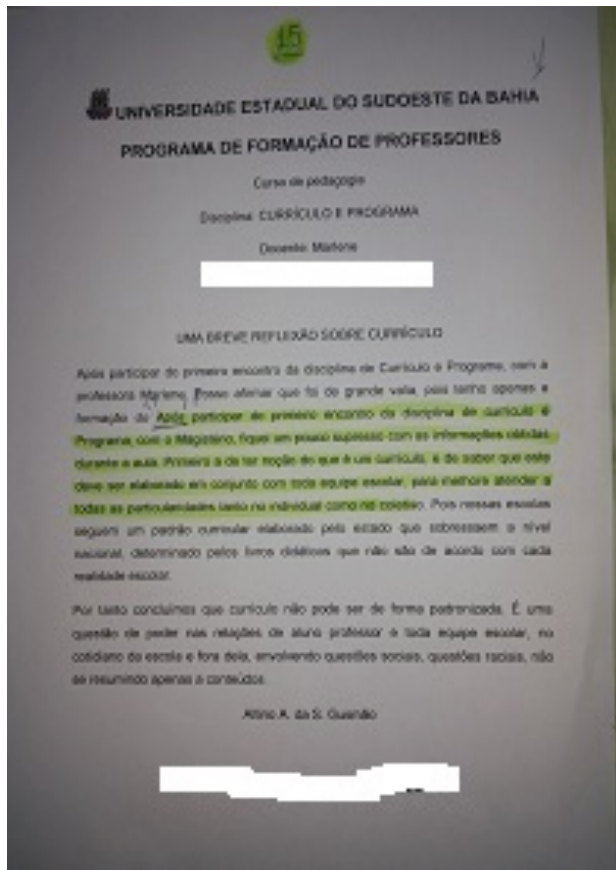 15
UNIVERSIDADE ESTADUAL DO SUDOESTE DA BAHIA
PROGRAMA DE FORMAÇÃO DE PROFESSORES
Curso de pedagogia
Disciplina: CURRÍCULO E PROGRAMA
Docente: Marlene
UMA BREVE REFLEXÃO SOBRE CURRÍCULO
Após participar do primeiro encontro da disciplina de Currículo e Programa, com a
professora Marlene, Posso afirmar que foi de grande valia, pois tenho apenas a
formação do Após participar do primeiro encontro da disciplina de currículo e
Programa, com o Magistério, fiquei um pouco supresso com as informações obtidas
durante a aula. Primeiro a de ter noção do que é um currículo, e de saber que este
deve ser elaborado em conjunto com toda equipe escolar, para melhora atender a
todas as particularidades tanto no individual como no coletivo. Pois nossas escolas
seguem um padrão curricular elaborado pelo estado que sobressaem a nível
nacional, determinado pelos livros didáticos que não são de acordo com cada
realidade escolar.
Por tanto concluímos que currículo não pode ser de forma padronizada. É uma
questão de poder nas relações de aluno professor e toda equipe escolar, no
cotidiano da escola e fora dela, envolvendo questões sociais, questões raciais, não
se resumindo apenas a conteúdos.
Altino A. da S. Gusmão